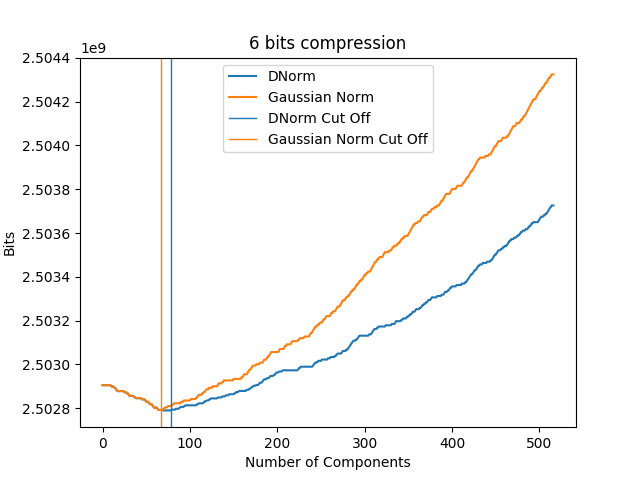 6 bits compression
1e9
2.5044
2.5042
2.5040
2.5038
2.5036
2.5034
2.5032
2.5030
2.5028
Bits
DNorm
Gaussian Norm
DNorm Cut Off
Gaussian Norm Cut Off
0 100 200 300 400 500
Number of Components